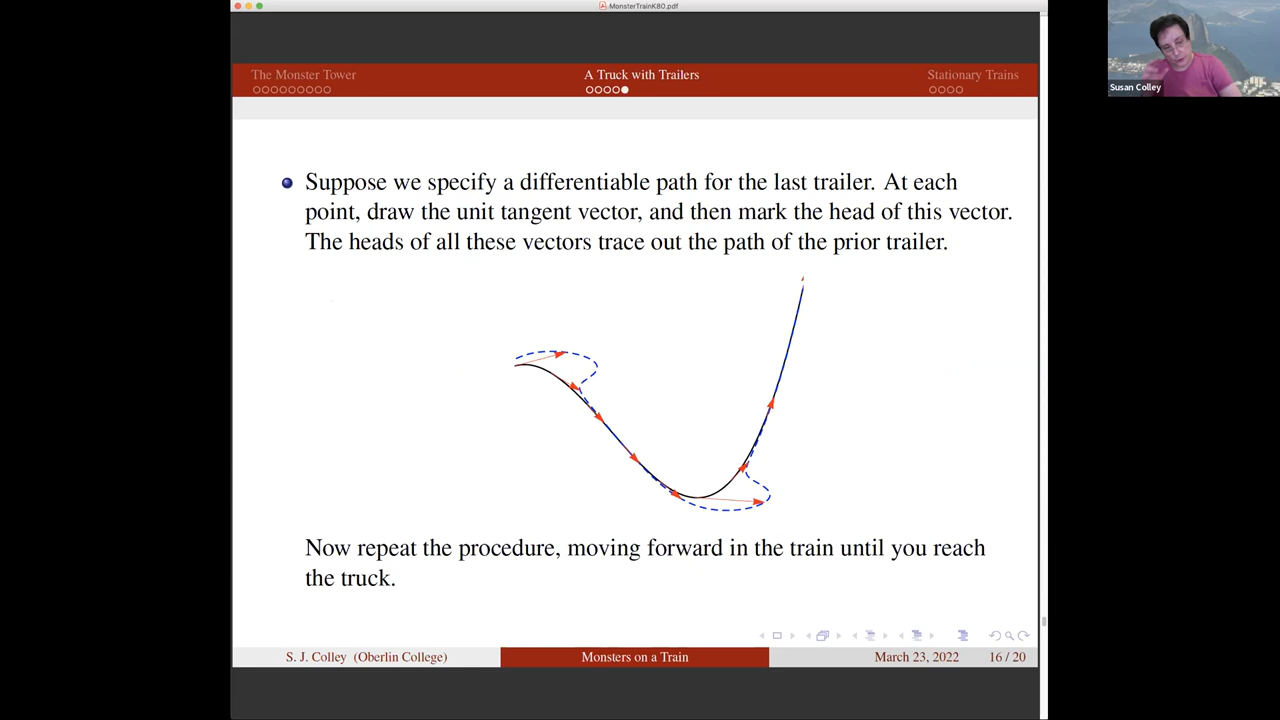 MonsterTrainK80.pdf
Susan Colley
The Monster Tower
A Truck with Trailers
Stationary Trains
Suppose we specify a differentiable path for the last trailer. At each
point, draw the unit tangent vector, and then mark the head of this vector.
The heads of all these vectors trace out the path of the prior trailer.
Now repeat the procedure, moving forward in the train until you reach
the truck.
S. J. Colley (Oberlin College)
Monsters on a Train
March 23, 2022
16 / 20